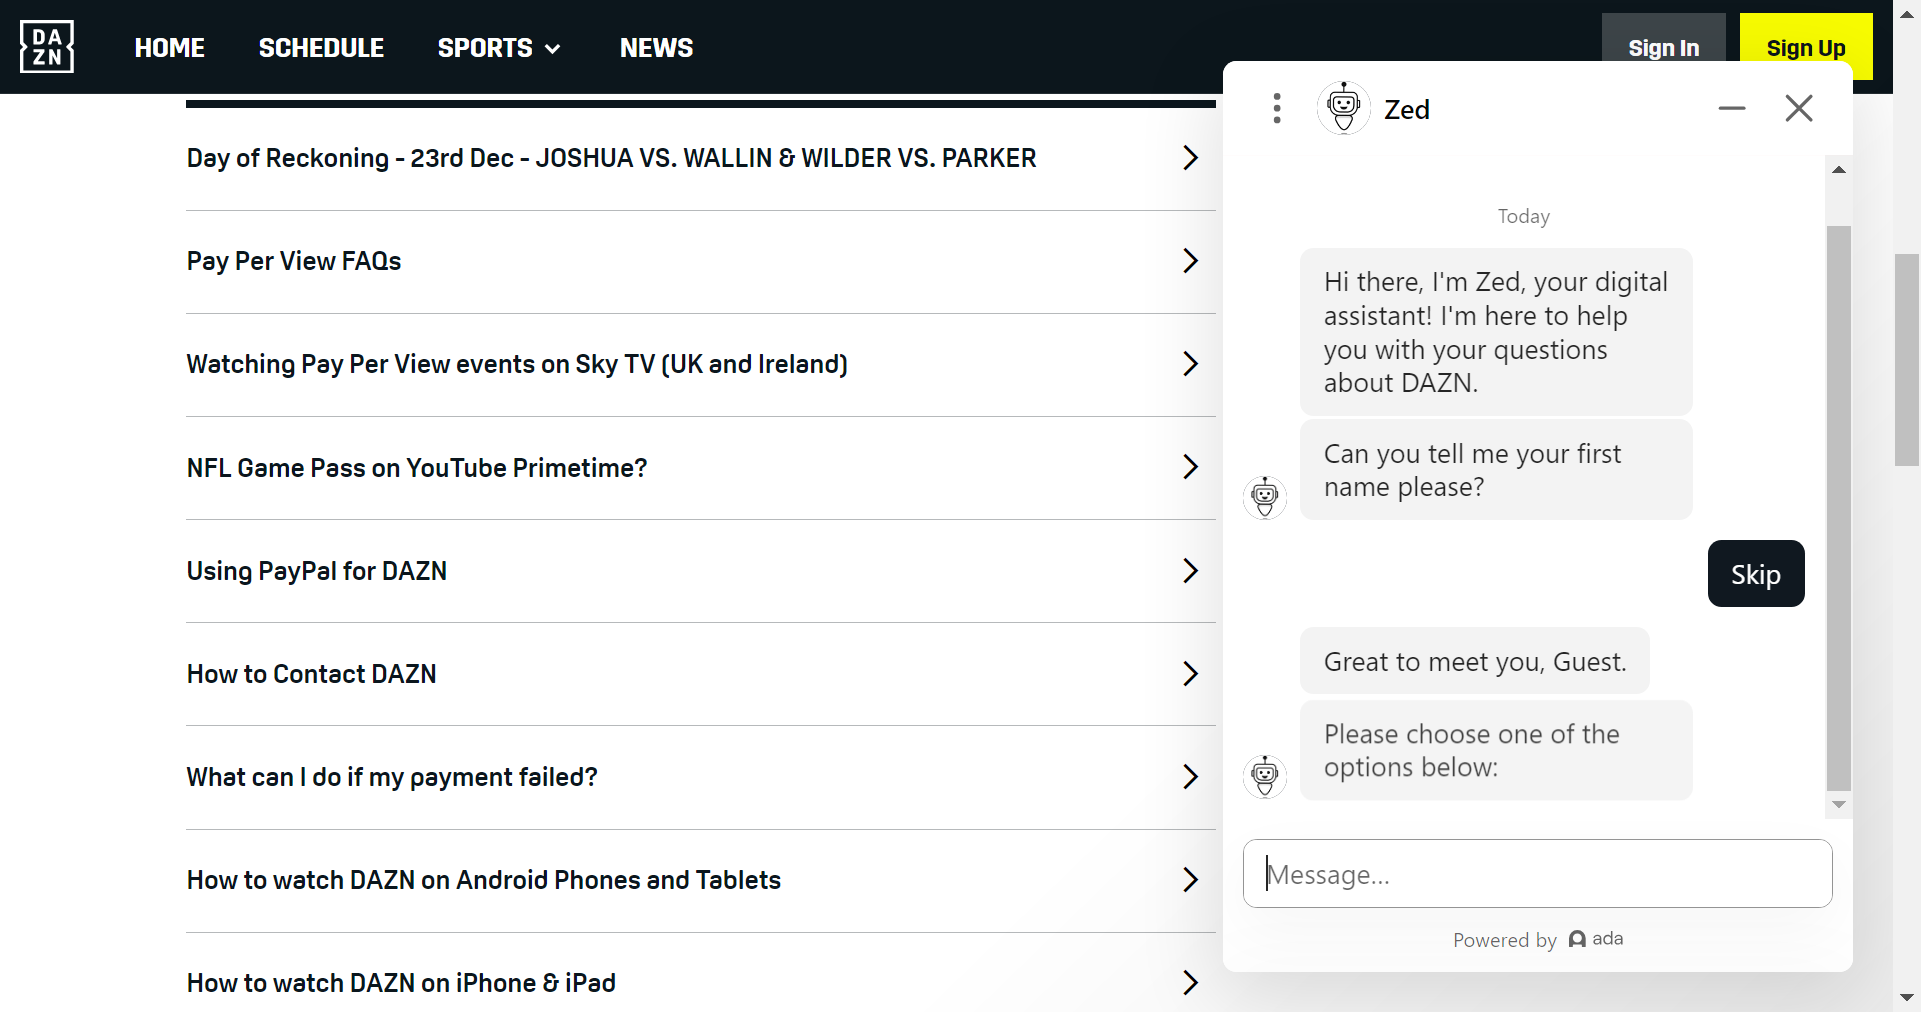 DA
ZN
HOME
SCHEDULE
SPORTS
NEWS
Sign In
Sign Up
Day of Reckoning - 23rd Dec - JOSHUA VS. WALLIN & WILDER VS. PARKER
Pay Per View FAQs
Watching Pay Per View events on Sky TV (UK and Ireland)
NFL Game Pass on YouTube Primetime?
Using PayPal for DAZN
How to Contact DAZN
What can I do if my payment failed?
How to watch DAZN on Android Phones and Tablets
How to watch DAZN on iPhone & iPad
Zed
Today
Hi there, I'm Zed, your digital
assistant! I'm here to help
you with your questions
about DAZN.
Can you tell me your first
name please?
Skip
Great to meet you, Guest.
Please choose one of the
options below:
Message...
Powered by ada